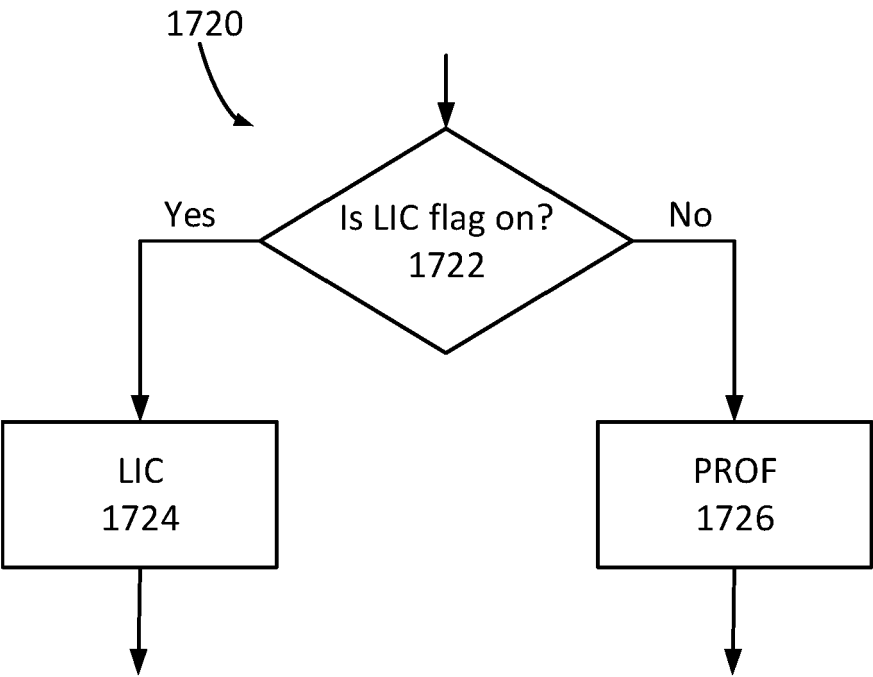 1720
Yes
Is LIC flag on?
No
1722
LIC
1724
PROF
1726